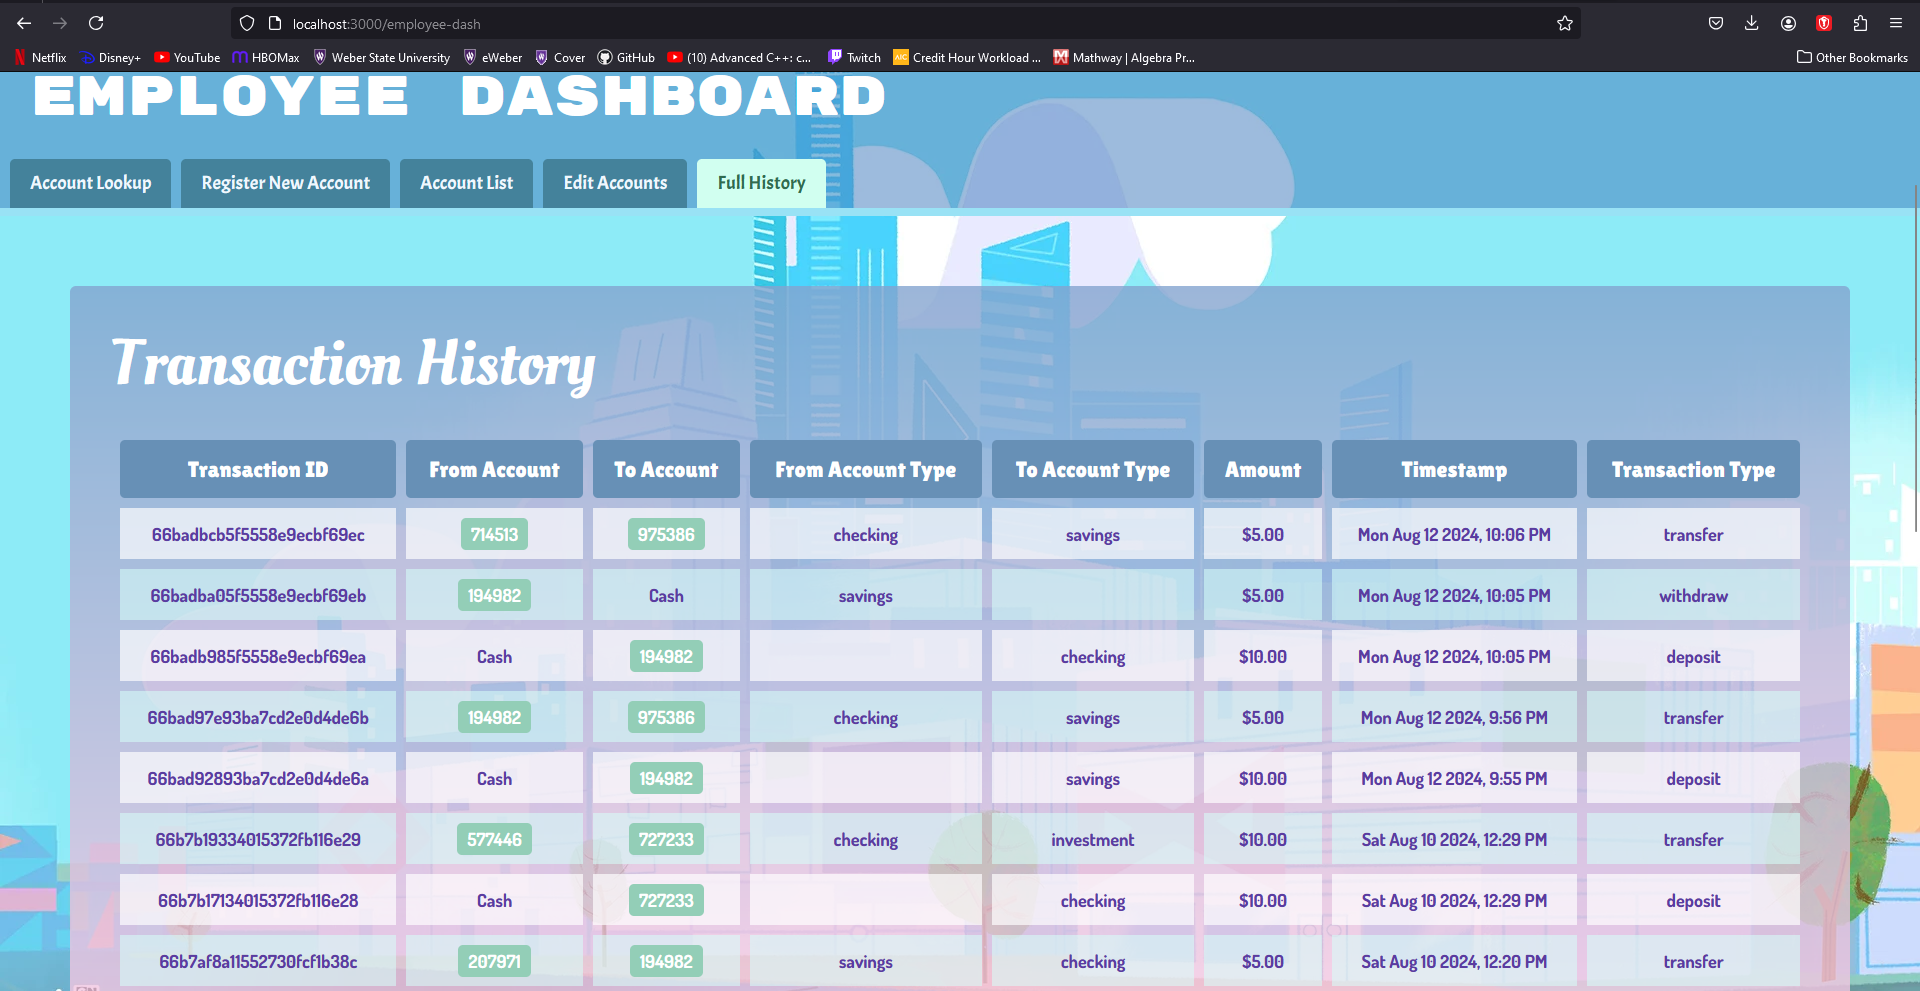 localhost:3000/employee-dash
Netflix Disney+ YouTube HBOMax Weber State University eWeber Cover GitHub (10) Advanced C++: c... Twitch Credit Hour Workload ... Mathway | Algebra Pr... Other Bookmarks
EMPLOYEE DASHBOARD
Account Lookup Register New Account Account List Edit Accounts Full History
Transaction History
Transaction ID From Account To Account From Account Type To Account Type Amount Timestamp Transaction Type
66badbcb5f5558e9ecbf69ec 714513 975386 checking savings $5.00 Mon Aug 12 2024, 10:06 PM transfer
66badba05f5558e9ecbf69eb 194982 Cash savings $5.00 Mon Aug 12 2024, 10:05 PM withdraw
66badb985f5558e9ecbf69ea Cash 194982 checking $10.00 Mon Aug 12 2024, 10:05 PM deposit
66bad97e93ba7cd2e0d4de6b 194982 975386 checking savings $5.00 Mon Aug 12 2024, 9:56 PM transfer
66bad92893ba7cd2e0d4de6a Cash 194982 savings $10.00 Mon Aug 12 2024, 9:55 PM deposit
66b7b19334015372fb116e29 577446 727233 checking investment $10.00 Sat Aug 10 2024, 12:29 PM transfer
66b7b17134015372fb116e28 Cash 727233 checking $10.00 Sat Aug 10 2024, 12:29 PM deposit
66b7af8a11552730fcf1b38c 207971 194982 savings checking $5.00 Sat Aug 10 2024, 12:20 PM transfer